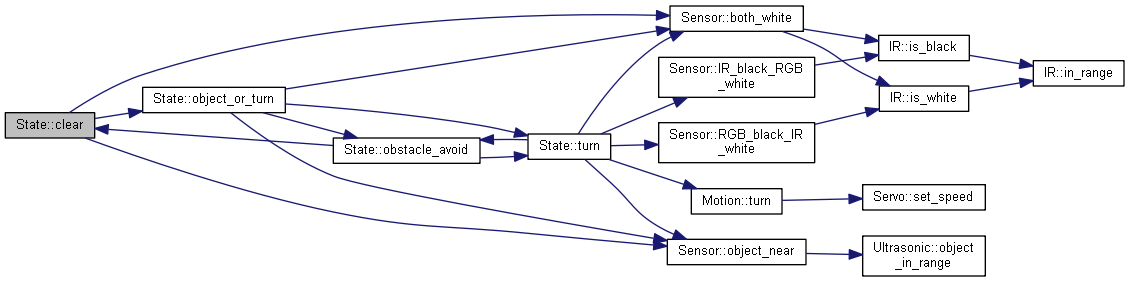 State::clear
State::object_or_turn
State::obstacle_avoid
State::turn
Sensor::both_white
Sensor::IR_black_RGB
_white
Sensor::RGB_black_IR
_white
Motion::turn
Sensor::object_near
IR::is_black
IR::is_white
Servo::set_speed
Ultrasonic::object
_in_range
IR::in_range